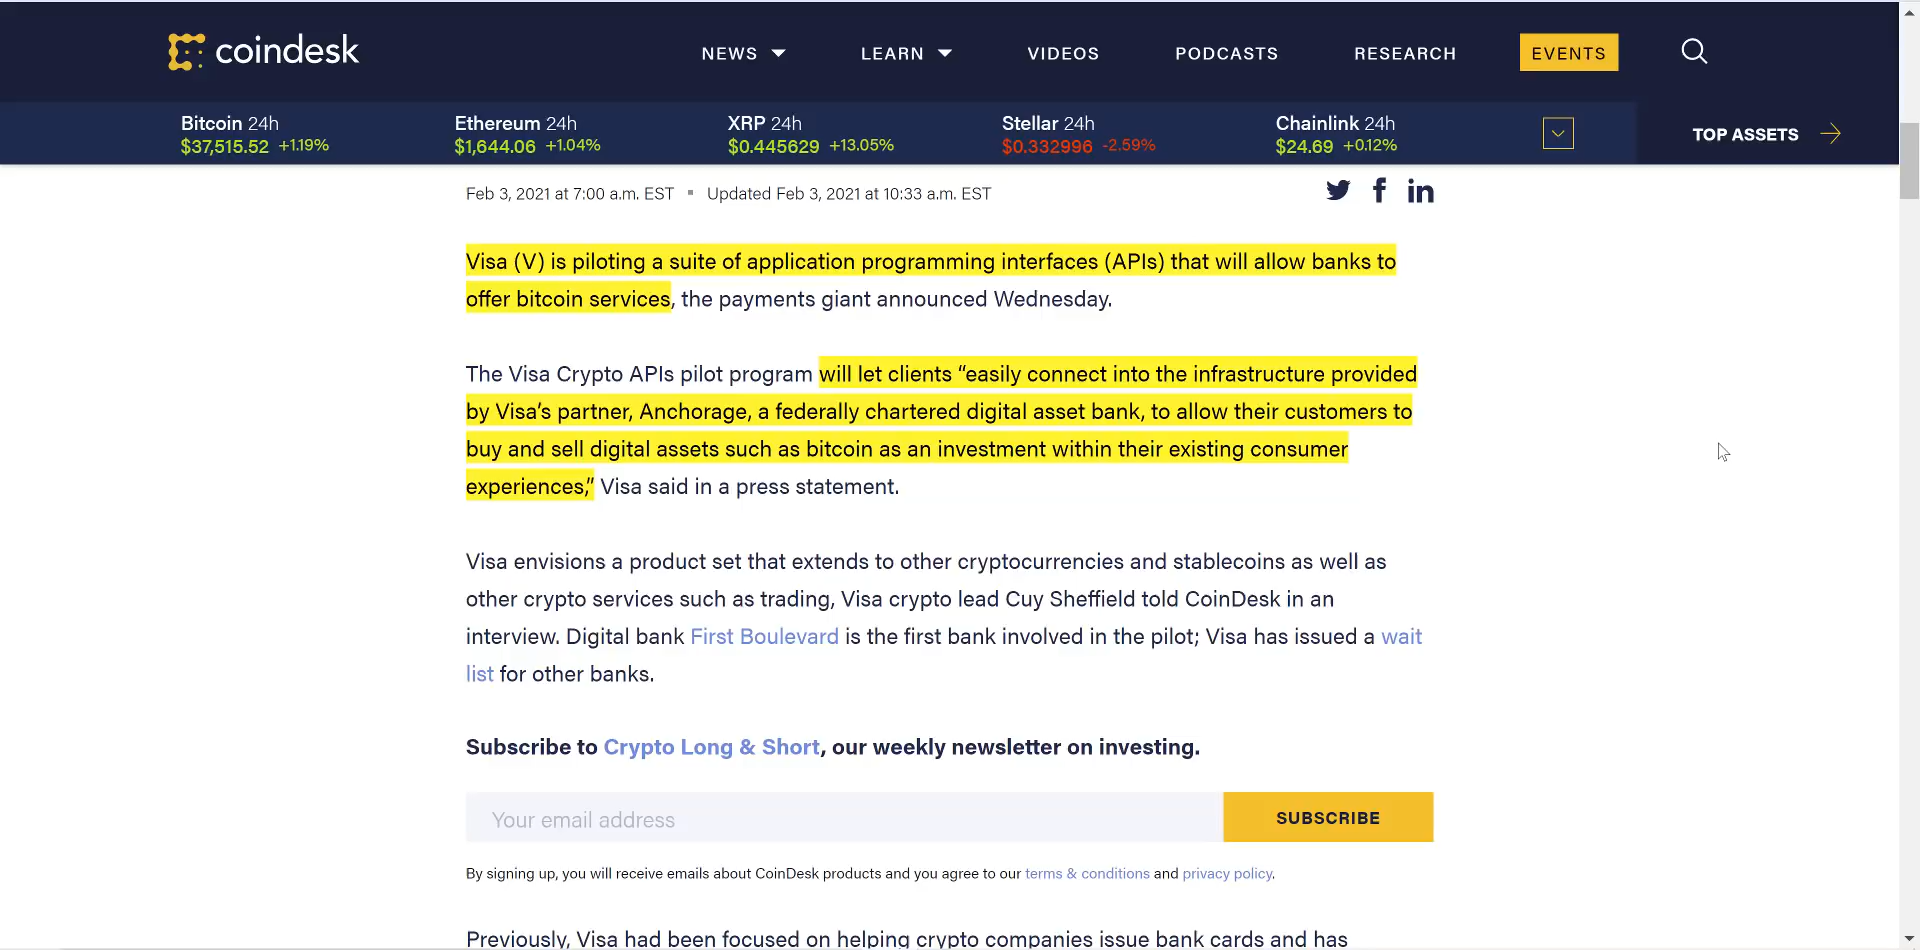 coindesk
NEWS LEARN VIDEOS PODCASTS RESEARCH EVENTS
Bitcoin 24h Ethereum 24h XRP 24h Stellar 24h Chainlink 24h
$37,515.52 +1.19% $1,644.06 +1.04% $0.445629 +13.05% $0.332996 -2.59% $24.69 +0.12%
TOP ASSETS
Feb 3, 2021 at 7:00 a.m. EST ▪ Updated Feb 3, 2021 at 10:33 a.m. EST
Visa (V) is piloting a suite of application programming interfaces (APIs) that will allow banks to
offer bitcoin services, the payments giant announced Wednesday.
The Visa Crypto APIs pilot program will let clients “easily connect into the infrastructure provided
by Visa’s partner, Anchorage, a federally chartered digital asset bank, to allow their customers to
buy and sell digital assets such as bitcoin as an investment within their existing consumer
experiences,” Visa said in a press statement.
Visa envisions a product set that extends to other cryptocurrencies and stablecoins as well as
other crypto services such as trading, Visa crypto lead Cuy Sheffield told CoinDesk in an
interview. Digital bank First Boulevard is the first bank involved in the pilot; Visa has issued a wait
list for other banks.
Subscribe to Crypto Long & Short, our weekly newsletter on investing.
Your email address
SUBSCRIBE
By signing up, you will receive emails about CoinDesk products and you agree to our terms & conditions and privacy policy.
Previously, Visa had been focused on helping crypto companies issue bank cards and has